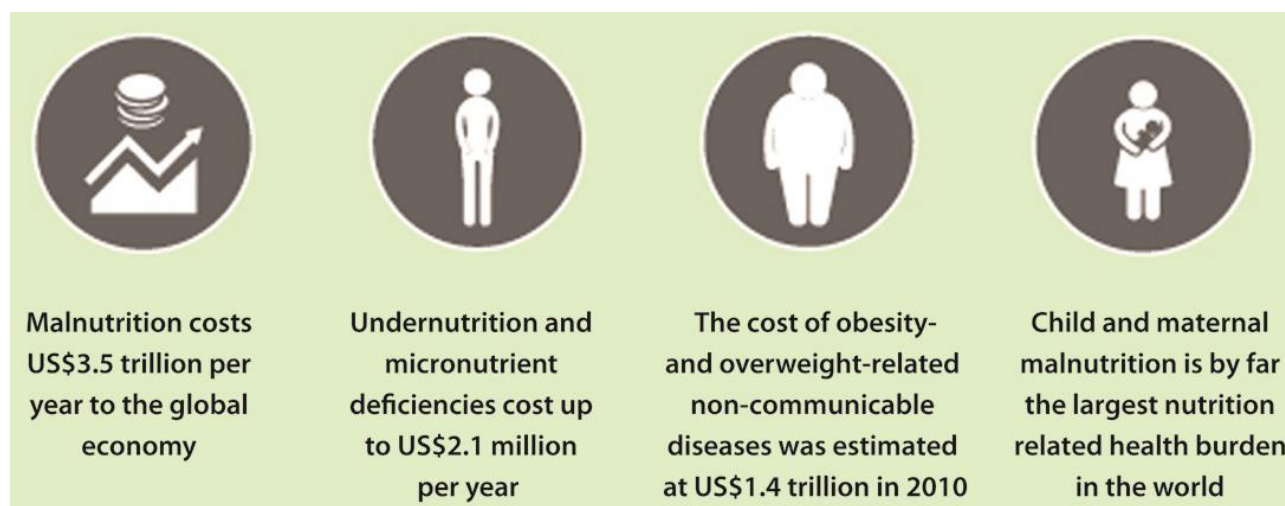 Malnutrition costs
US$3.5 trillion per
year to the global
economy
Undernutrition and
micronutrient
deficiencies cost up
to US$2.1 million
per year
The cost of obesity-
and overweight-related
non-communicable
diseases was estimated
at US$1.4 trillion in 2010
Child and maternal
malnutrition is by far
the largest nutrition
related health burden
in the world